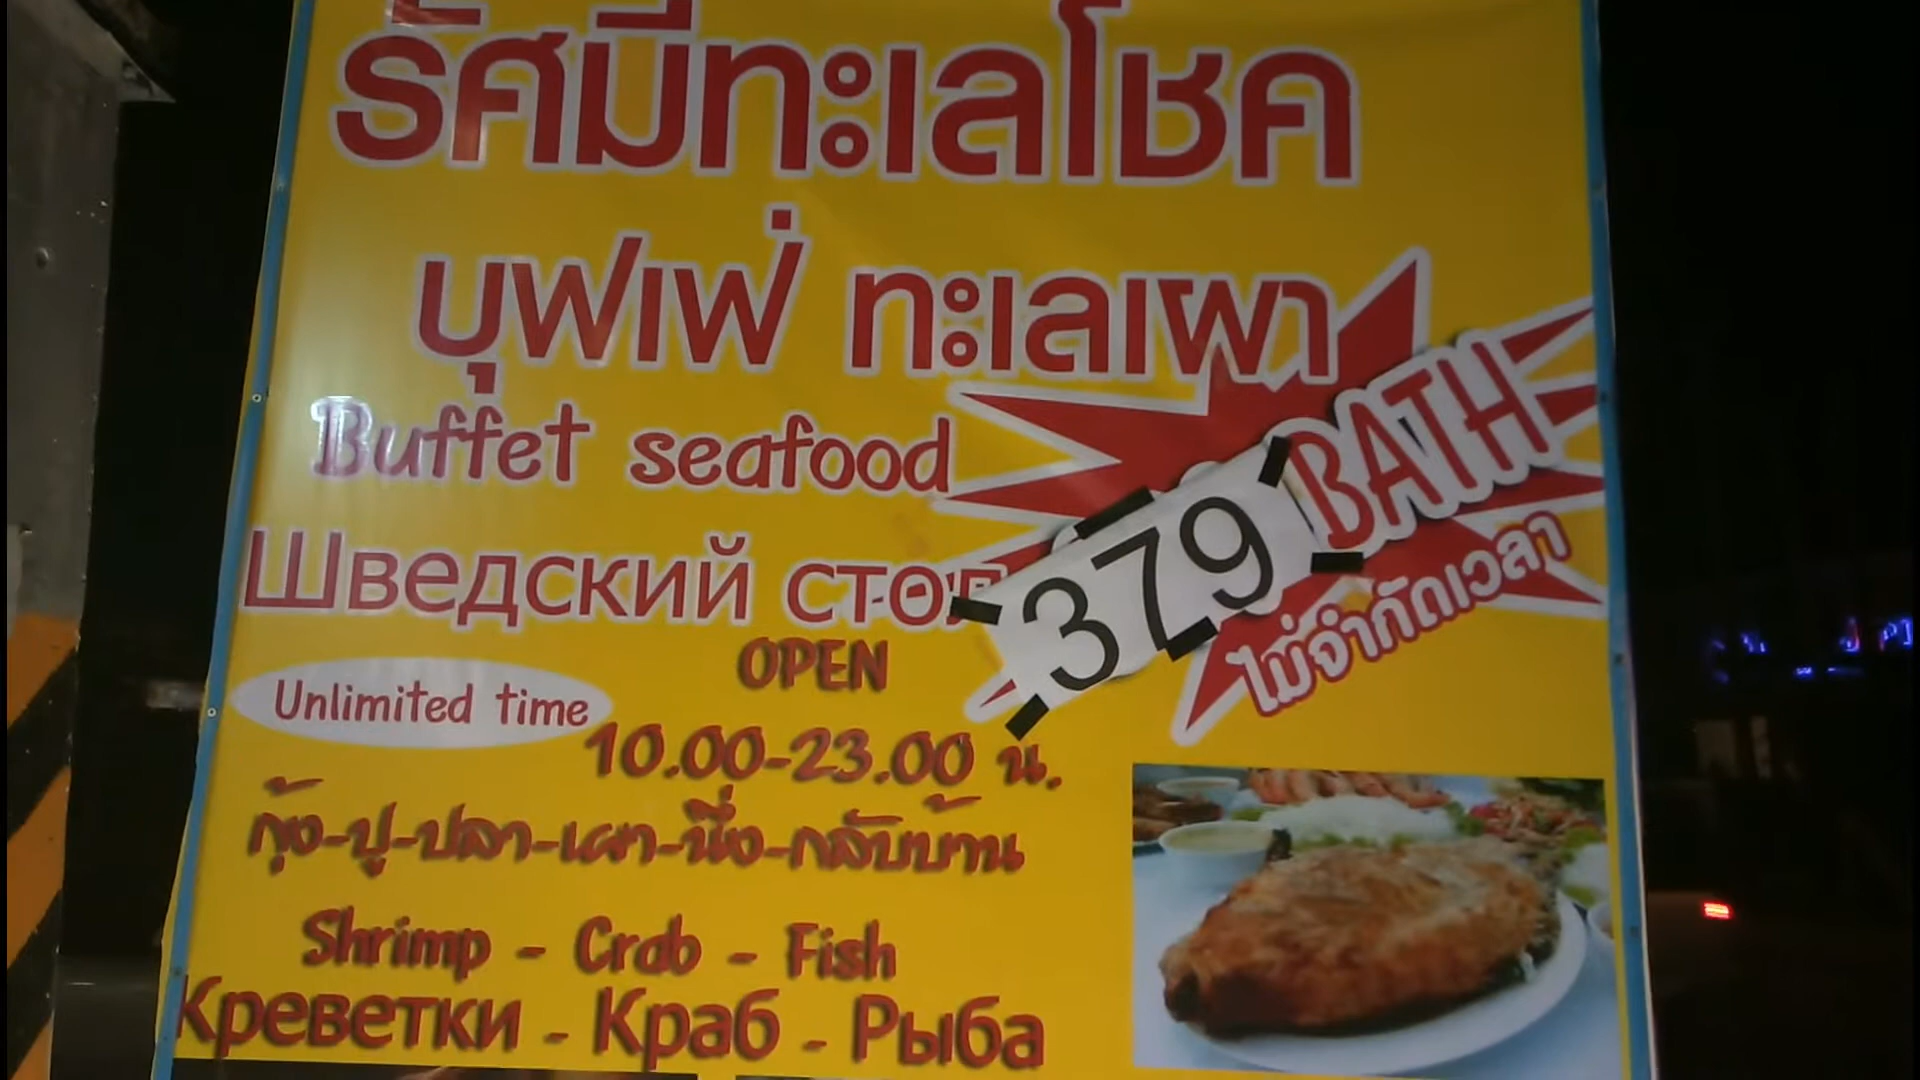 รัศมีทะเลโชค
บุฟเฟ่ ทะเลเผา
Buffet seafood
379 BATH
ไม่จำกัดเวลา
Шведский стол
OPEN
Unlimited time
10.00-23.00 น.
กุ้ง-ปู-ปลา-เผา-นึ่ง-กลับบ้าน
Shrimp - Crab - Fish
Креветки - Краб - Рыба